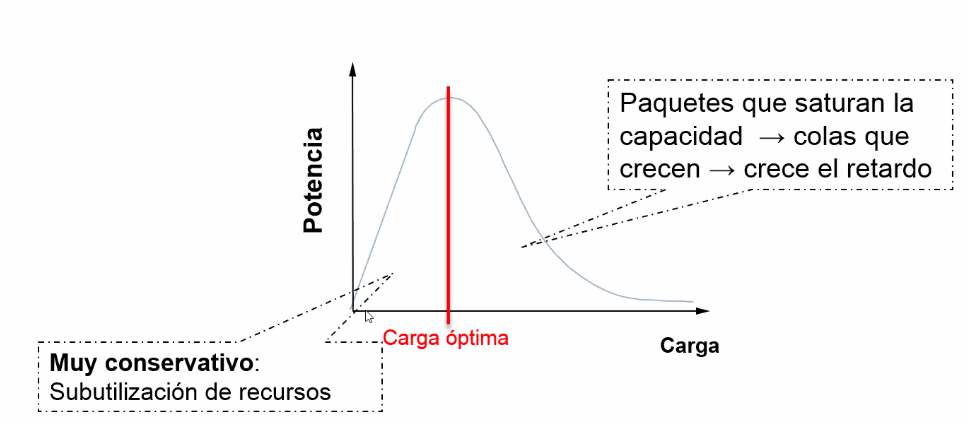 Paquetes que saturan la
capacidad → colas que
crecen → crece el retardo
Potencia
Carga óptima
Carga
Muy conservativo:
Subutilización de recursos